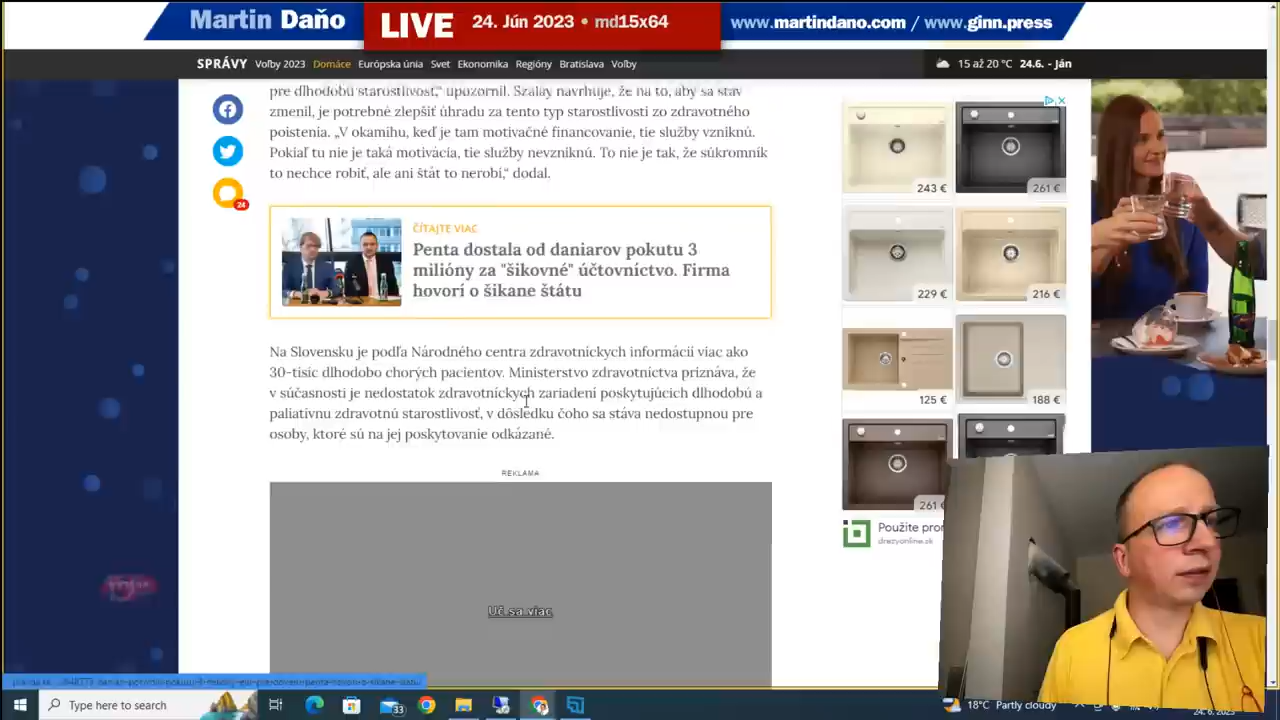 Martin Daňo
LIVE
24. Jún 2023 • md15x64
www.martindano.com / www.ginn.press
SPRÁVY Voľby 2023 Domáce Európska únia Svet Ekonomika Regióny Bratislava Voľby
15 až 20 °C 24.6. - Ján
pre dlhodobú starostlivosť,“ upozornil. Szalay navrhuje, že na to, aby sa stav
zmenil, je potrebné zlepšiť úhradu za tento typ starostlivosti zo zdravotného
poistenia. „V okamihu, keď je tam motivačné financovanie, tie služby vzniknú.
Pokiaľ tu nie je taká motivácia, tie služby nevzniknú. To nie je tak, že súkromník
to nechce robiť, ale ani štát to nerobí,“ dodal.
24
ČÍTAJTE VIAC
Penta dostala od daniarov pokutu 3
milióny za "šikovné" účtovníctvo. Firma
hovorí o šikane štátu
Na Slovensku je podľa Národného centra zdravotníckych informácií viac ako
30-tisíc dlhodobo chorých pacientov. Ministerstvo zdravotníctva priznáva, že
v súčasnosti je nedostatok zdravotníckych zariadení poskytujúcich dlhodobú a
paliatívnu zdravotnú starostlivosť, v dôsledku čoho sa stáva nedostupnou pre
osoby, ktoré sú na jej poskytovanie odkázané.
REKLAMA
Uč sa viac
243 € 261 €
229 € 216 €
125 € 188 €
261 €
Použite
drezyonline.sk
Type here to search
33
18°C Partly cloudy